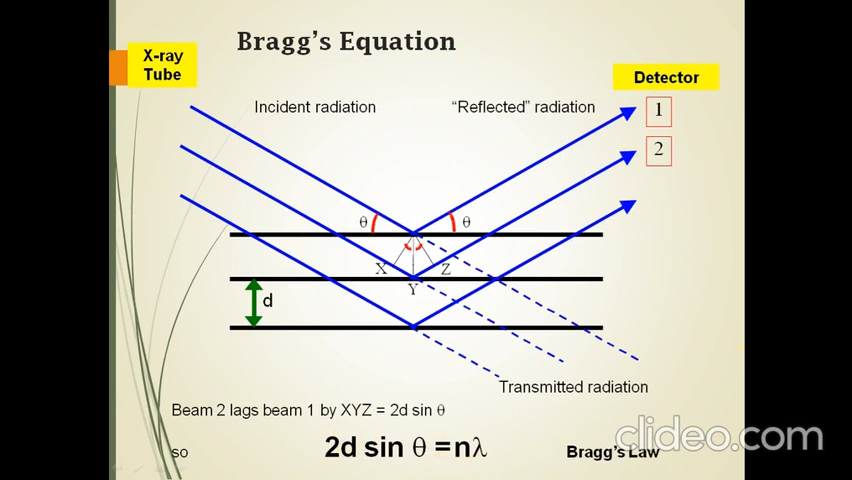 Bragg's Equation
X-ray
Tube
Detector
Incident radiation
“Reflected” radiation
1
2
θ
θ
X
Z
Y
d
Transmitted radiation
Beam 2 lags beam 1 by XYZ = 2d sin θ
so
2d sin θ = nλ
Bragg's Law
clideo.com